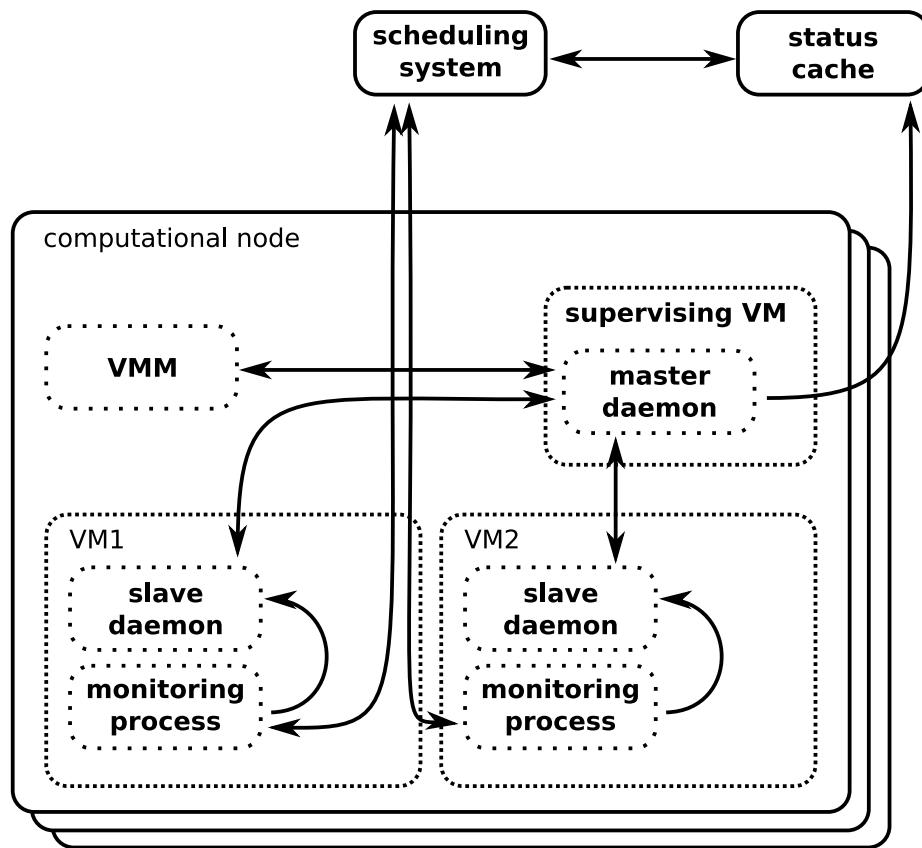 scheduling
system
status
cache
computational node
supervising VM
VMM
master
daemon
VM1
slave
daemon
monitoring
process
VM2
slave
daemon
monitoring
process